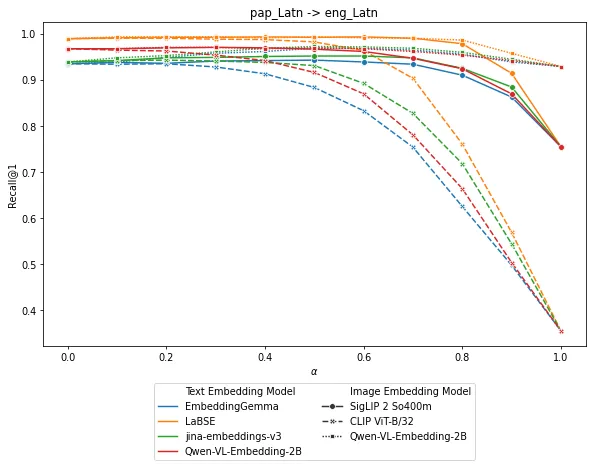 pap_Latn -> eng_Latn
1.0
0.9
0.8
0.7
0.6
0.5
0.4
Recall@1
0.0
0.2
0.4
0.6
0.8
1.0
α
Text Embedding Model
EmbeddingGemma
LaBSE
jina-embeddings-v3
Qwen-VL-Embedding-2B
Image Embedding Model
SigLIP 2 So400m
CLIP ViT-B/32
Qwen-VL-Embedding-2B